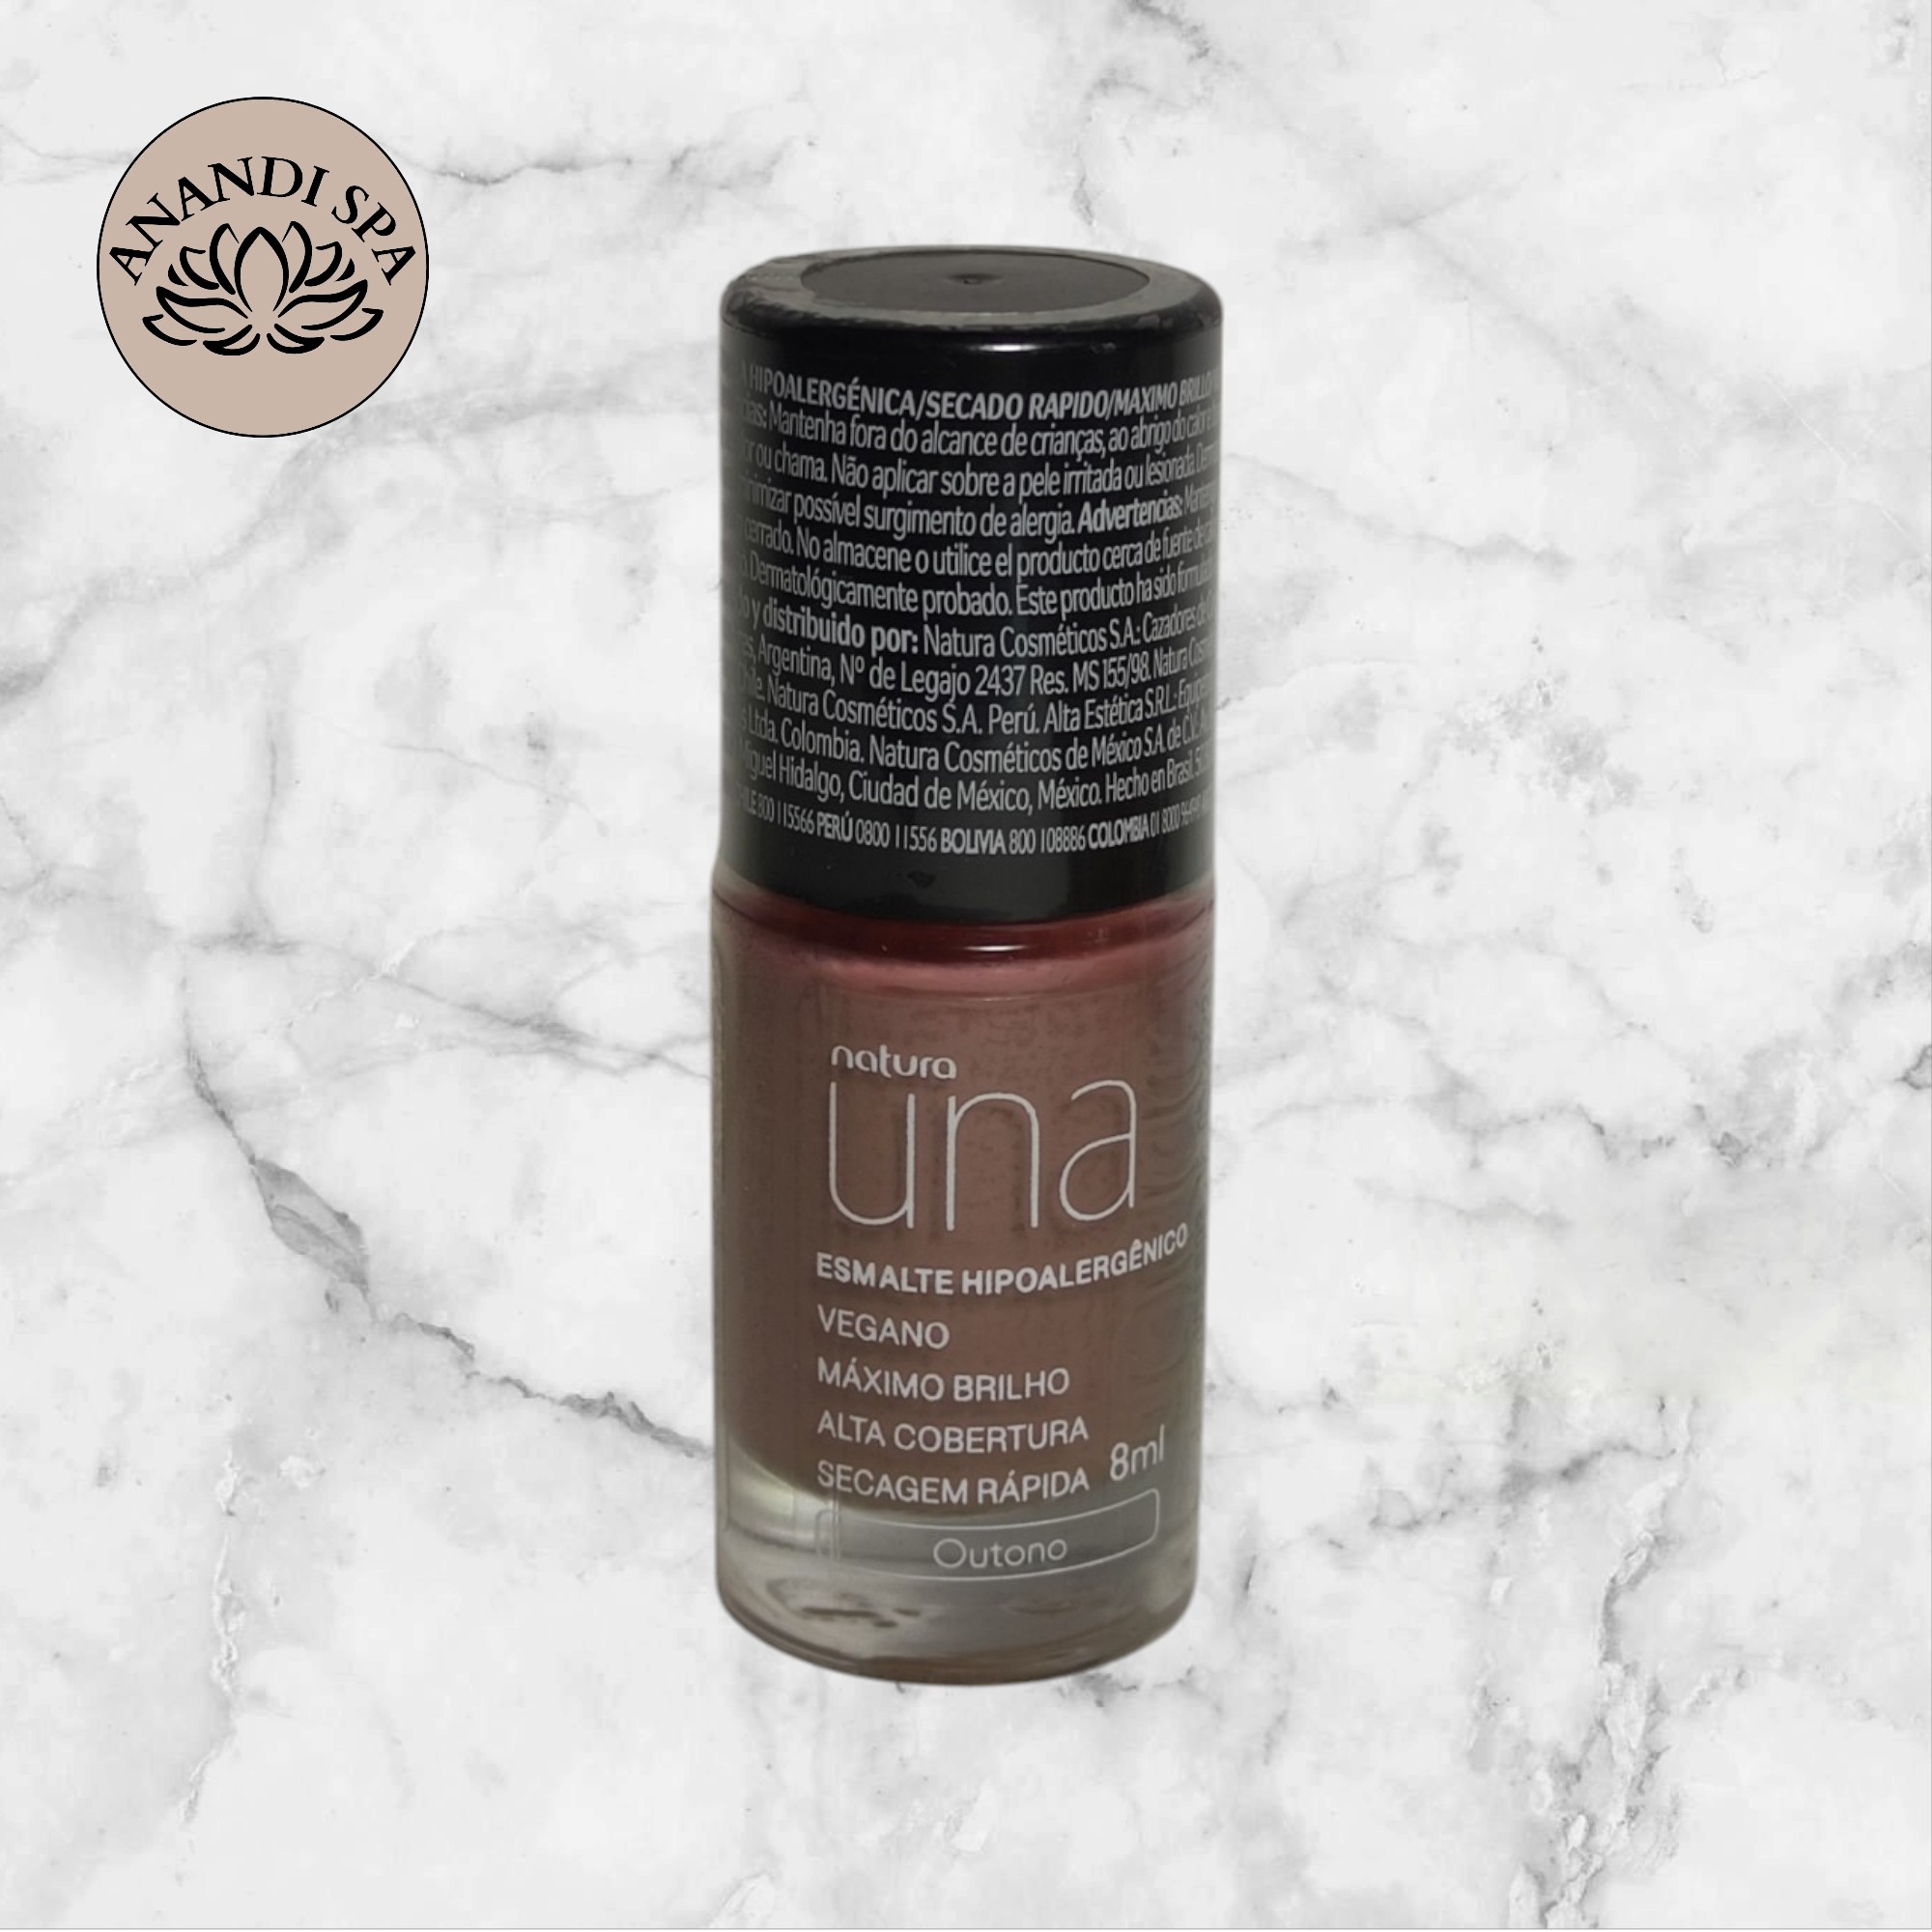 ANANDI SPA
HIPOALERGÉNICA/SECADO RAPIDO/MAXIMO BRILLO
Mantenha fora do alcance de crianças, ao abrigo do calor
ou chama. Não aplicar sobre a pele irritada ou lesionada.
possível surgimento de alergia. Advertencias:
cerrado. No almacene o utilice el producto cerca de fuente de
Dermatológicamente probado. Este producto ha sido
y distribuido por: Natura Cosméticos S.A.: Cazadores de
Argentina, Nº de Legajo 2437 Res. MS 155/98. Natura
Natura Cosméticos S.A. Perú. Alta Estética S.R.L.-
Ltda. Colombia. Natura Cosméticos de México S.A. de C.V.
Miguel Hidalgo, Ciudad de México, México. Hecho en Brasil.
800 115566 PERÚ 0800 11556 BOLIVIA 800 108886 COLOMBIA 01 8000
natura
una
ESMALTE HIPOALERGÊNICO
VEGANO
MÁXIMO BRILHO
ALTA COBERTURA
SECAGEM RÁPIDA 8ml
Outono